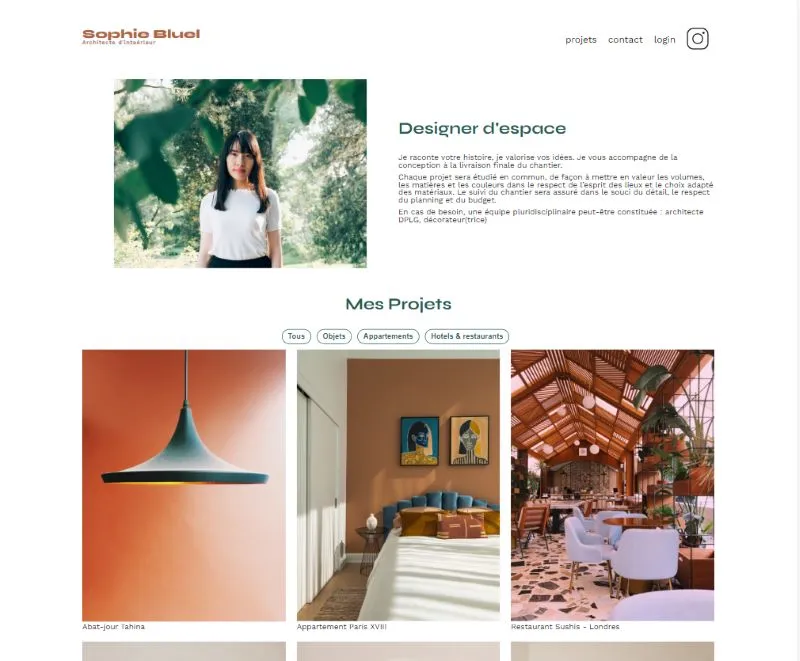 Sophie Bluel
Architecte d'intérieur
projets contact login
Designer d'espace
Je raconte votre histoire, je valorise vos idées. Je vous accompagne de la
conception à la livraison finale du chantier.
Chaque projet sera étudié en commun, de façon à mettre en valeur les volumes,
les matières et les couleurs dans le respect de l'esprit des lieux et le choix adapté
des matériaux. Le suivi du chantier sera assuré dans le souci du détail, le respect
du planning et du budget.
En cas de besoin, une équipe pluridisciplinaire peut-être constituée : architecte
DPLG, décorateur(trice)
Mes Projets
Tous Objets Appartements Hotels & restaurants
Abat-jour Tahina
Appartement Paris XVIII
Restaurant Sushis - Londres